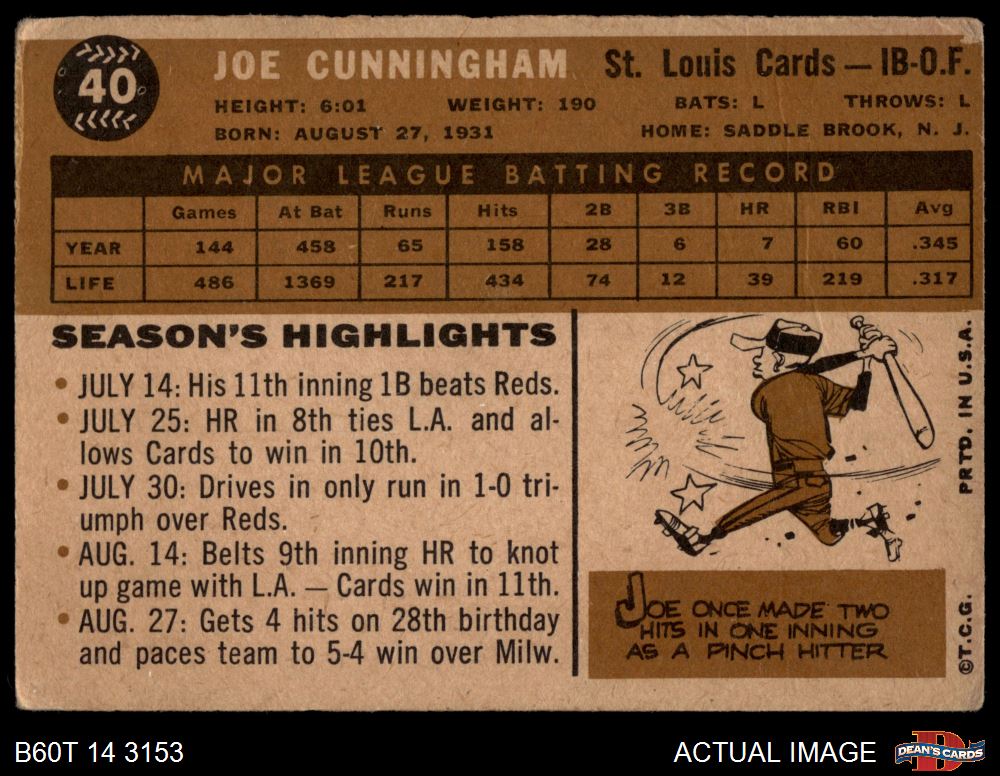 40
JOE CUNNINGHAM St. Louis Cards — 1B-O.F.
HEIGHT: 6:01 WEIGHT: 190 BATS: L THROWS: L
BORN: AUGUST 27, 1931 HOME: SADDLE BROOK, N. J.
MAJOR LEAGUE BATTING RECORD
Games At Bat Runs Hits 2B 3B HR RBI Avg
YEAR 144 458 65 158 28 6 7 60 .345
LIFE 486 1369 217 434 74 12 39 219 .317
SEASON'S HIGHLIGHTS
• JULY 14: His 11th inning 1B beats Reds.
• JULY 25: HR in 8th ties L.A. and al-
lows Cards to win in 10th.
• JULY 30: Drives in only run in 1-0 tri-
umph over Reds.
• AUG. 14: Belts 9th inning HR to knot
up game with L.A. — Cards win in 11th.
• AUG. 27: Gets 4 hits on 28th birthday
and paces team to 5-4 win over Milw.
JOE ONCE MADE TWO
HITS IN ONE INNING
AS A PINCH HITTER
©T.C.G. PRTD. IN U.S.A.
B60T 14 3153 ACTUAL IMAGE DEAN'S CARDS